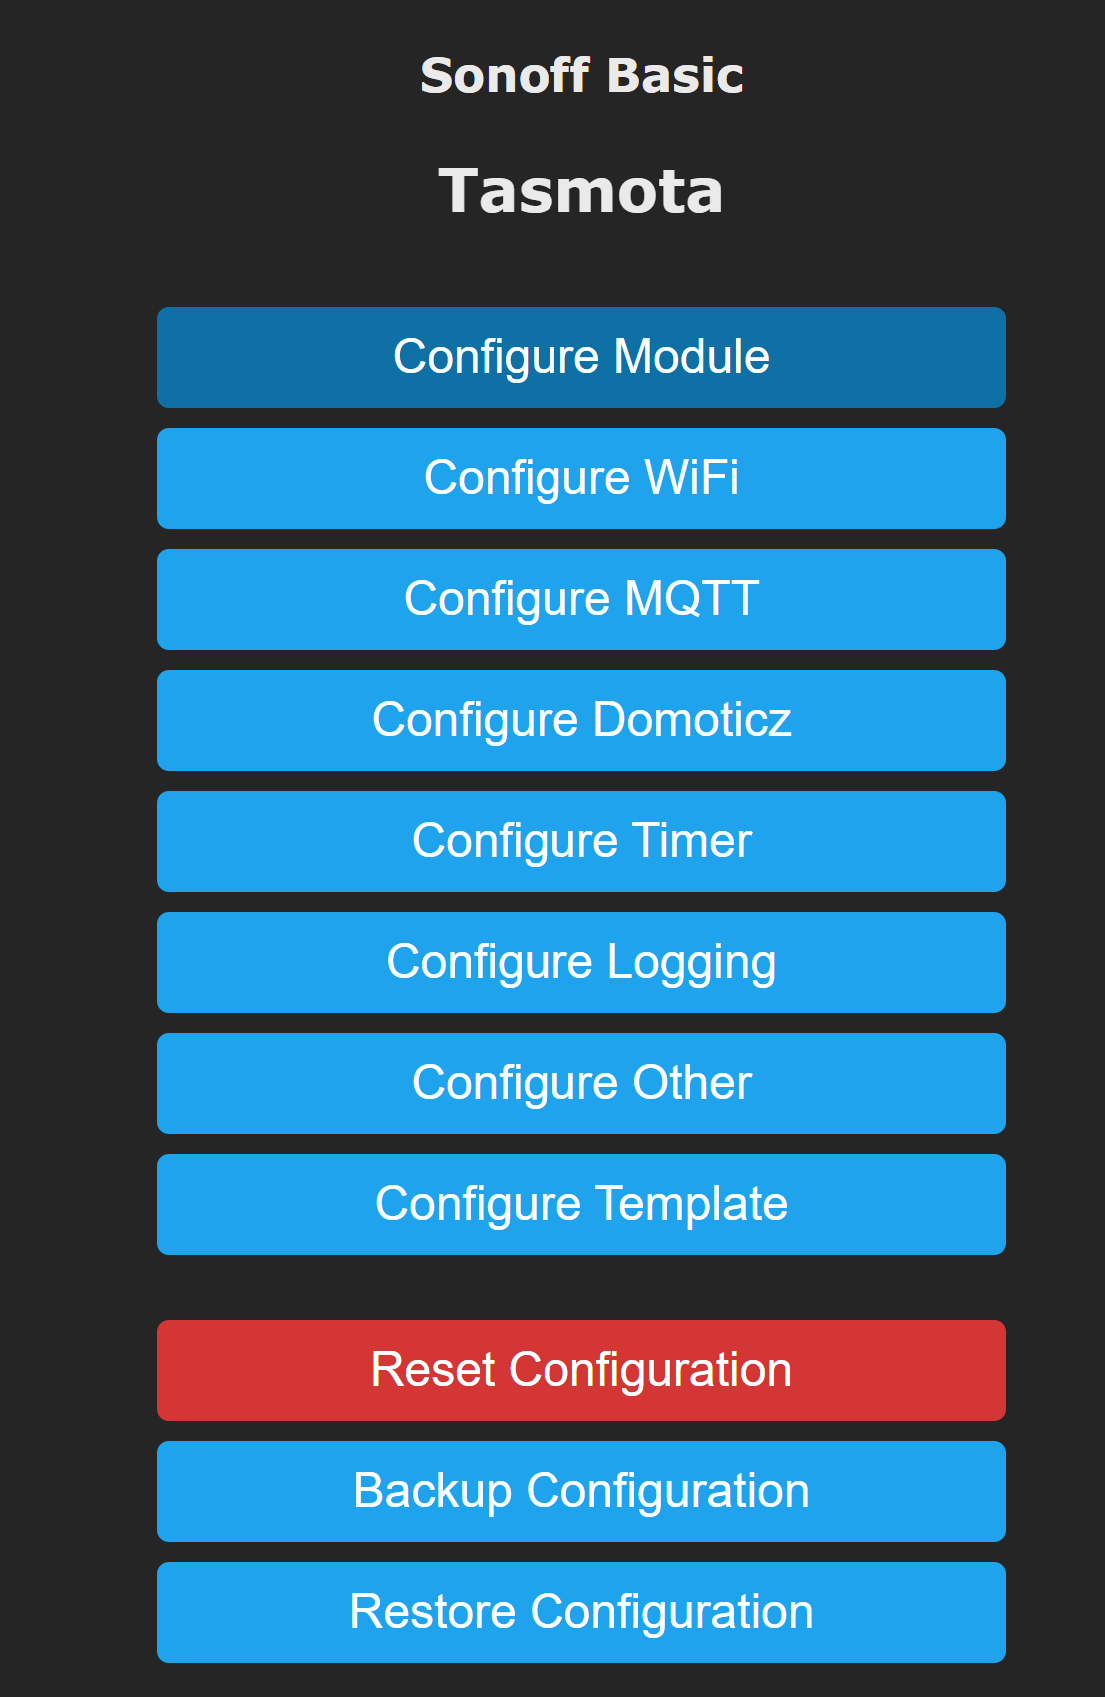 Sonoff Basic
Tasmota
Configure Module
Configure WiFi
Configure MQTT
Configure Domoticz
Configure Timer
Configure Logging
Configure Other
Configure Template
Reset Configuration
Backup Configuration
Restore Configuration